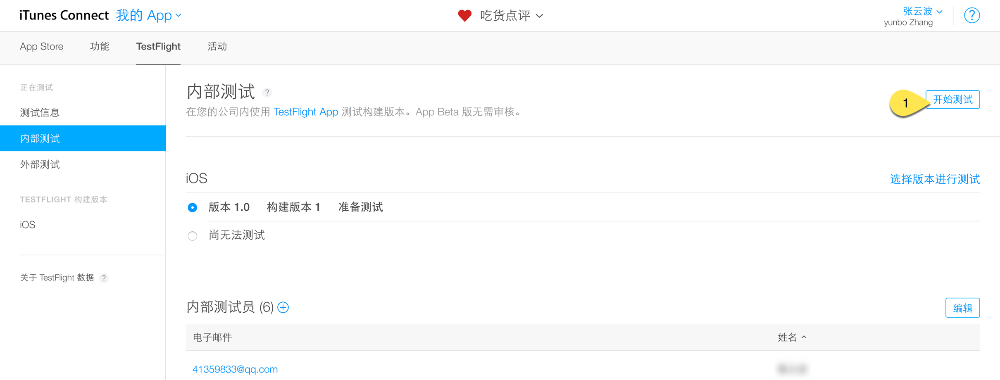 iTunes Connect 我的 App
吃货点评
张云波
yunbo Zhang
?
App Store 功能 TestFlight 活动
正在测试
测试信息
内部测试
外部测试
TESTFLIGHT 构建版本
iOS
关于 TestFlight 数据 ?
内部测试 ?
在您的公司内使用 TestFlight App 测试构建版本。App Beta 版无需审核。
1
开始测试
iOS
选择版本进行测试
版本 1.0 构建版本 1 准备测试
尚无法测试
内部测试员 (6)
编辑
电子邮件 姓名
41359833@qq.com